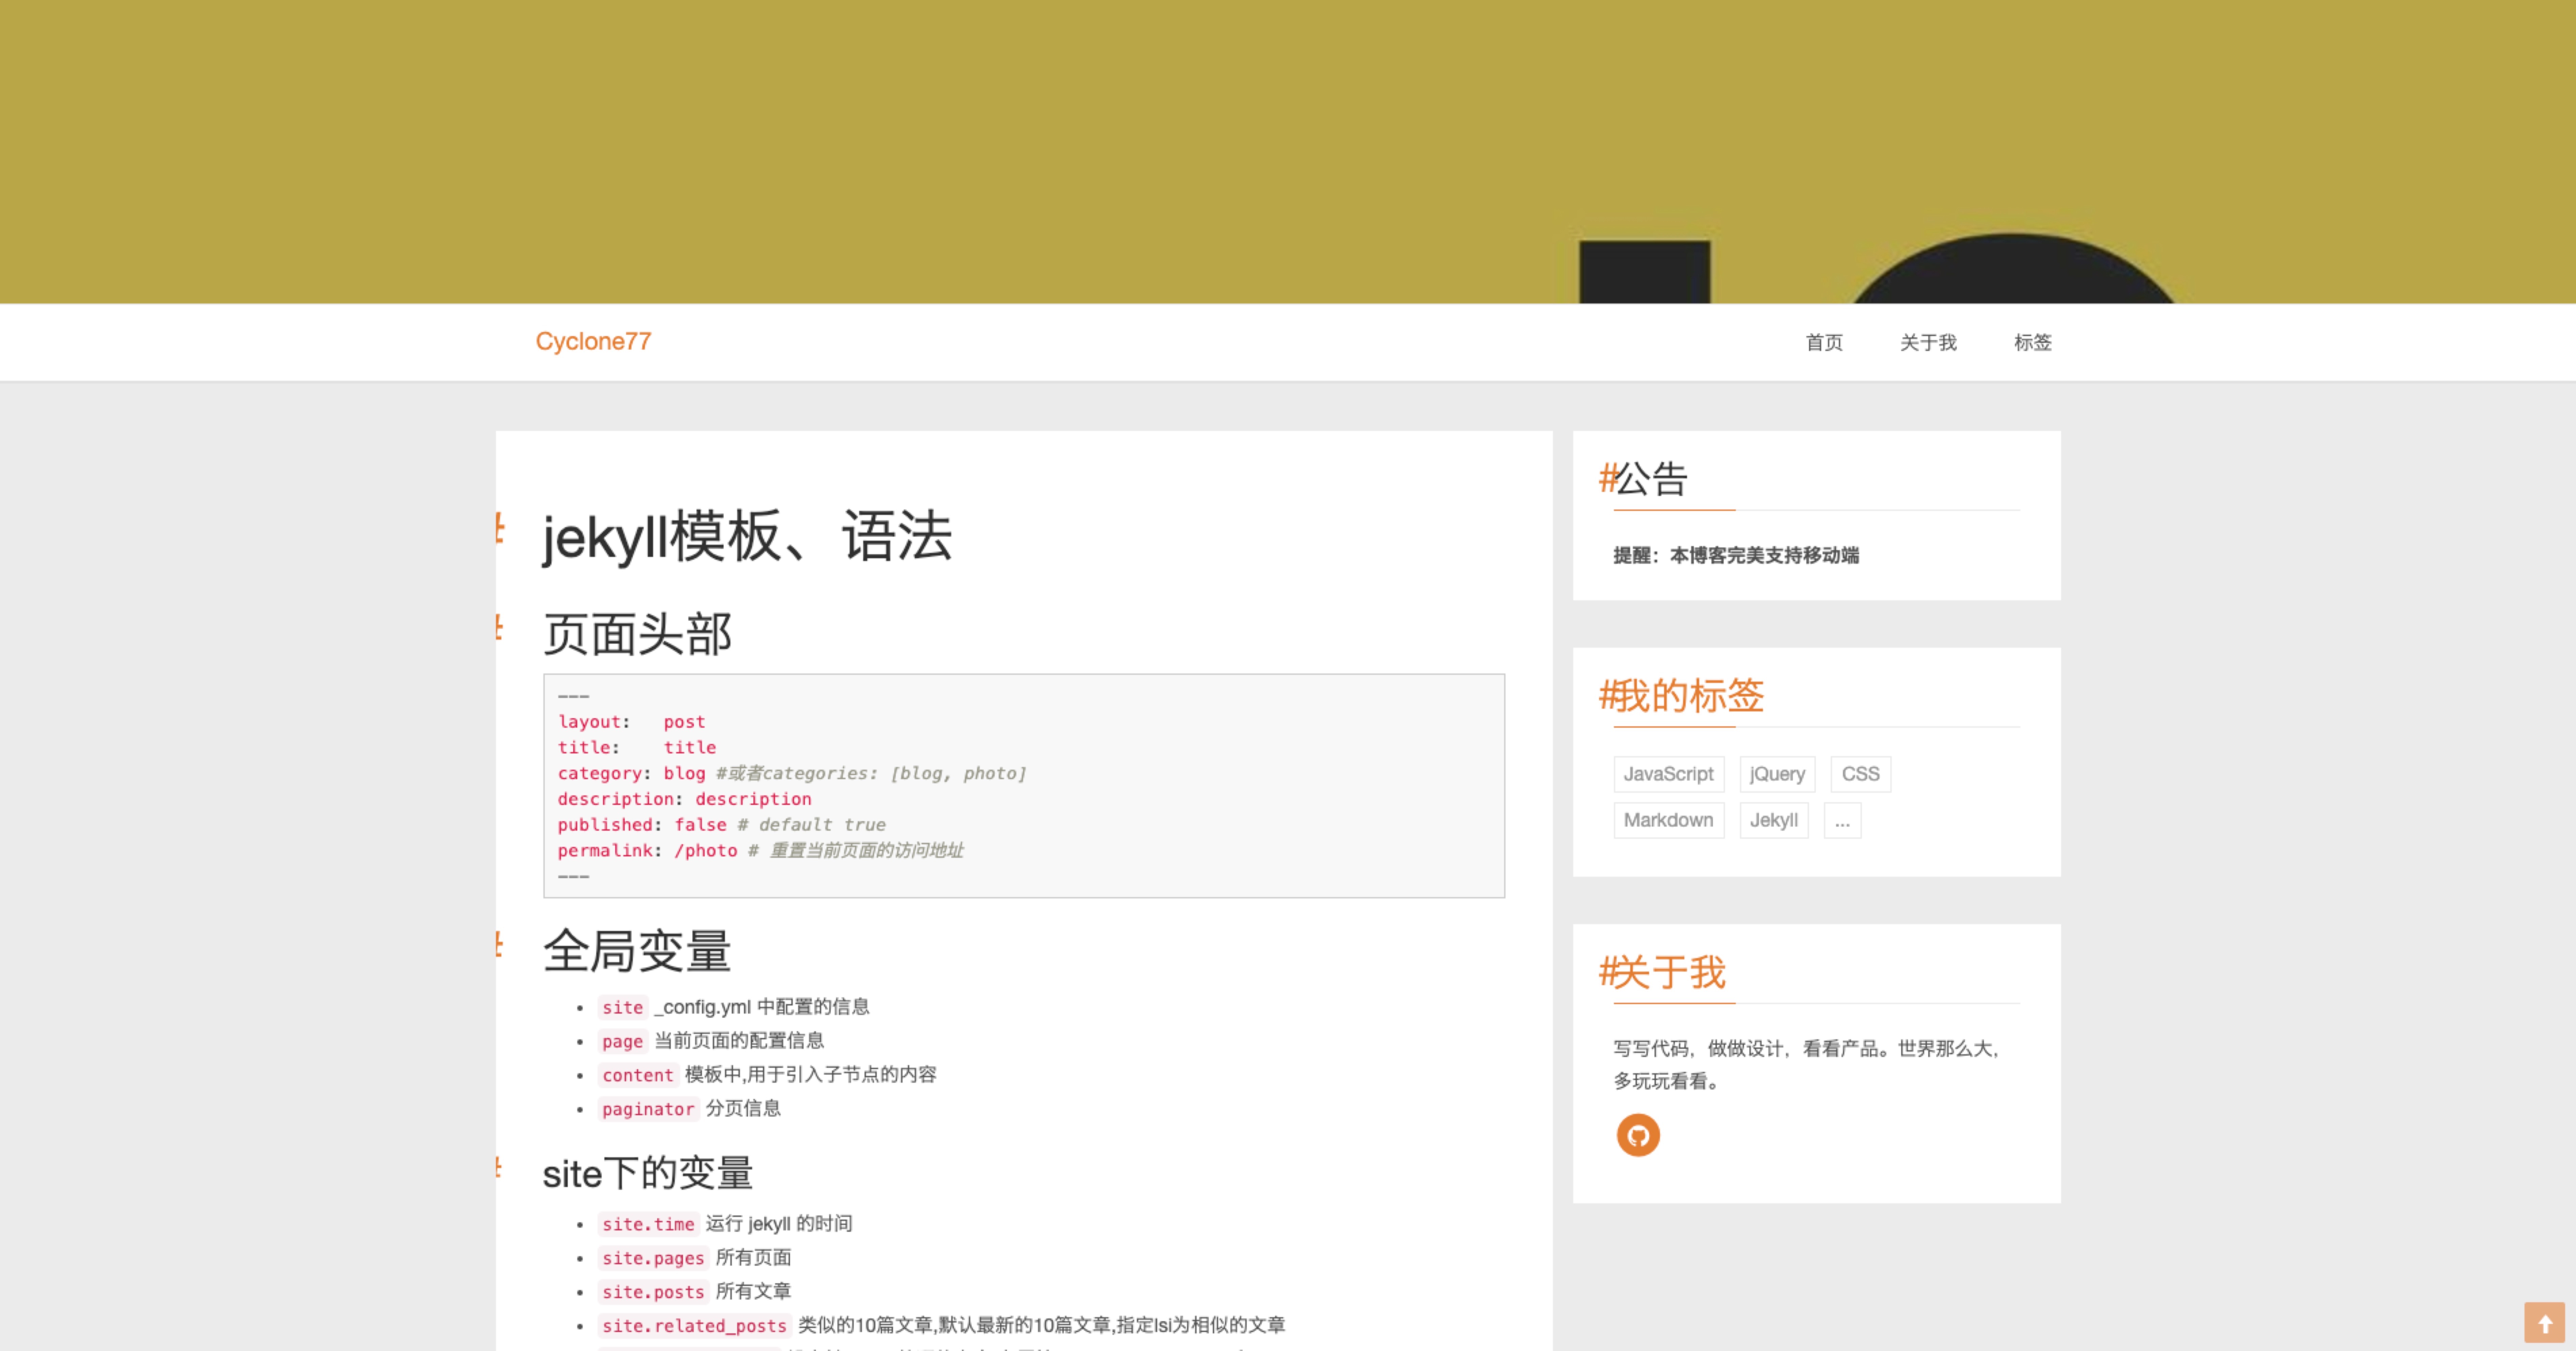 Cyclone77
首页 关于我 标签
# jekyll模板、语法
# 页面头部
---
layout: post
title: title
category: blog #或者categories: [blog, photo]
description: description
published: false # default true
permalink: /photo # 重置当前页面的访问地址
---
# 全局变量
site _config.yml 中配置的信息
page 当前页面的配置信息
content 模板中,用于引入子节点的内容
paginator 分页信息
# site下的变量
site.time 运行 jekyll 的时间
site.pages 所有页面
site.posts 所有文章
site.related_posts 类似的10篇文章,默认最新的10篇文章,指定lsi为相似的文章
#公告
提醒：本博客完美支持移动端
#我的标签
JavaScript jQuery CSS
Markdown Jekyll ...
#关于我
写写代码，做做设计，看看产品。世界那么大，
多玩玩看看。